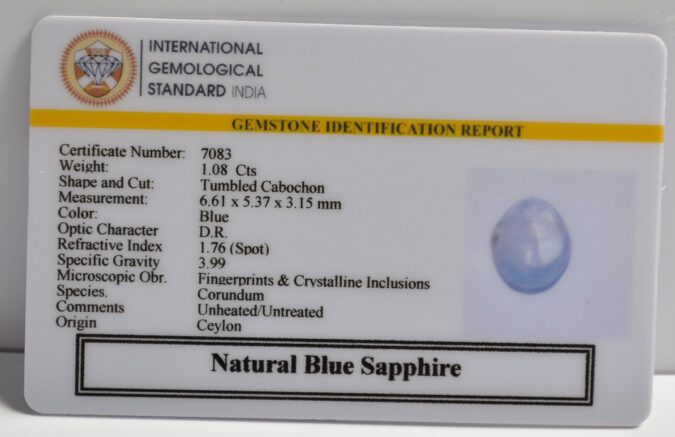 INTERNATIONAL
GEMOLOGICAL
STANDARD INDIA
GEMSTONE IDENTIFICATION REPORT
Certificate Number: 7083
Weight: 1.08 Cts
Shape and Cut: Tumbled Cabochon
Measurement: 6.61 x 5.37 x 3.15 mm
Color: Blue
Optic Character D.R.
Refractive Index 1.76 (Spot)
Specific Gravity 3.99
Microscopic Obr. Fingerprints & Crystalline Inclusions
Species. Corundum
Comments Unheated/Untreated
Origin Ceylon
Natural Blue Sapphire